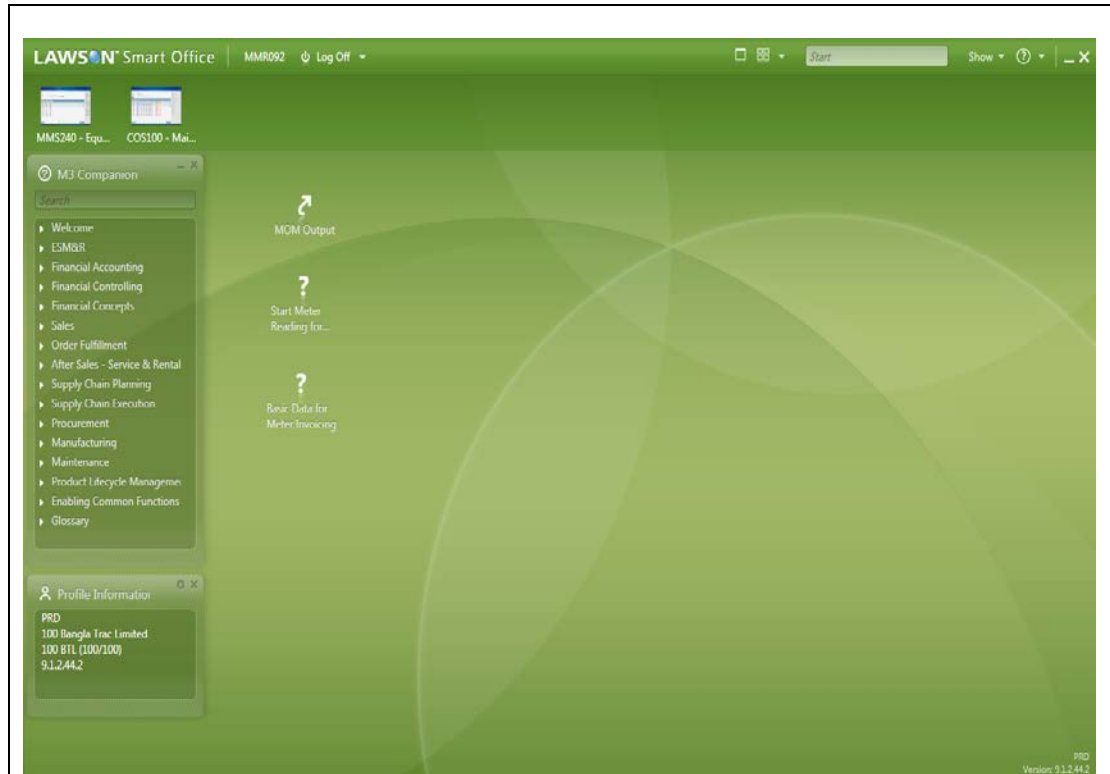 LAWSON Smart Office MMR092 Log Off Start Show
MMS240 - Equ... COS100 - Mai...
M3 Companion
Search
Welcome
ESM&R
Financial Accounting
Financial Controlling
Financial Concepts
Sales
Order Fulfillment
After Sales - Service & Rental
Supply Chain Planning
Supply Chain Execution
Procurement
Manufacturing
Maintenance
Product Lifecycle Managemen
Enabling Common Functions
Glossary
MOM Output
Start Meter
Reading for...
Basic Data for
Meter Invoicing
Profile Information
PRD
100 Bangla Trac Limited
100 BTL (100/100)
9.1.2.44.2
PRD
Version: 9.1.2.44.2